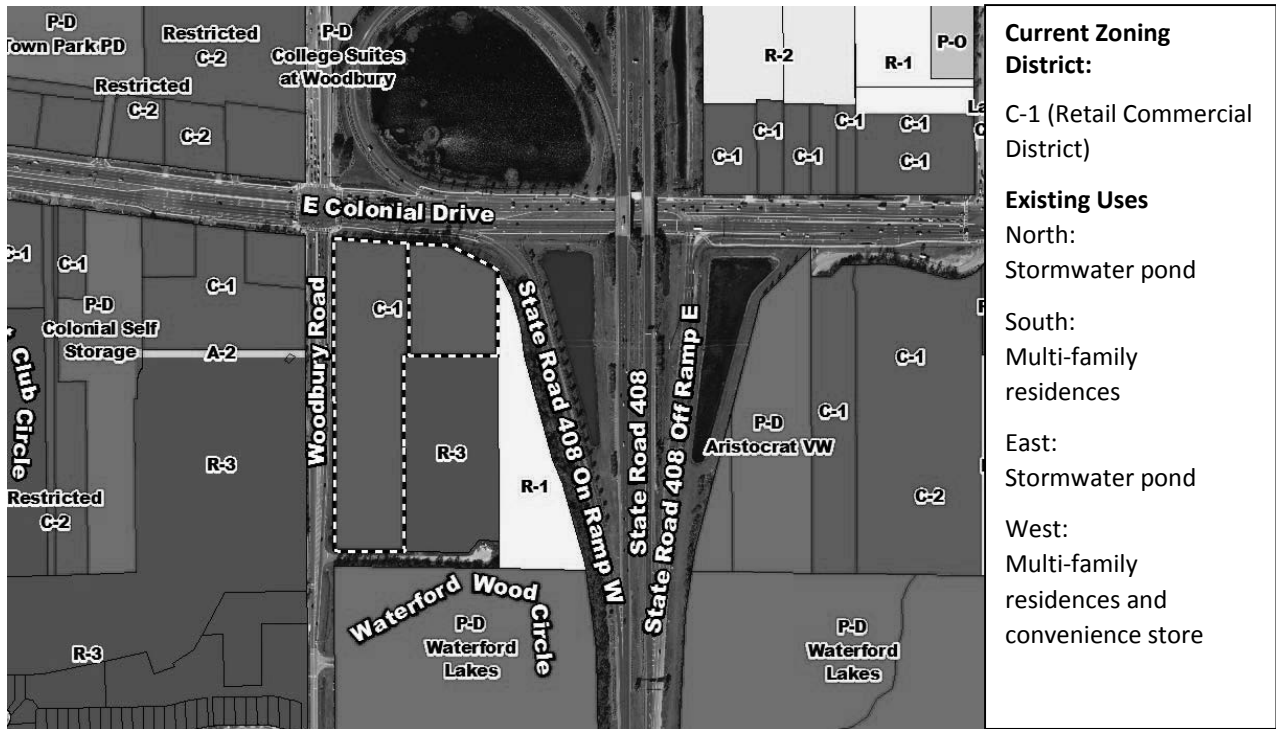 P-D
Town Park PD
Restricted
C-2
P-D
College Suites
at Woodbury
Restricted
C-2
C-2
R-2
R-1
P-O
C-1
C-1
C-1
C-1
C-1
C-1
E Colonial Drive
C-1
C-1
P-D
Colonial Self
Storage
A-2
Club Circle
R-3
Restricted
C-2
R-3
Woodbury Road
C-1
R-3
R-1
State Road 408 On Ramp W
State Road 408
State Road 408 Off Ramp E
P-D
Aristocrat VW
C-1
C-1
C-2
Waterford Wood Circle
P-D
Waterford
Lakes
P-D
Waterford
Lakes
Current Zoning
District:
C-1 (Retail Commercial
District)
Existing Uses
North:
Stormwater pond
South:
Multi-family
residences
East:
Stormwater pond
West:
Multi-family
residences and
convenience store